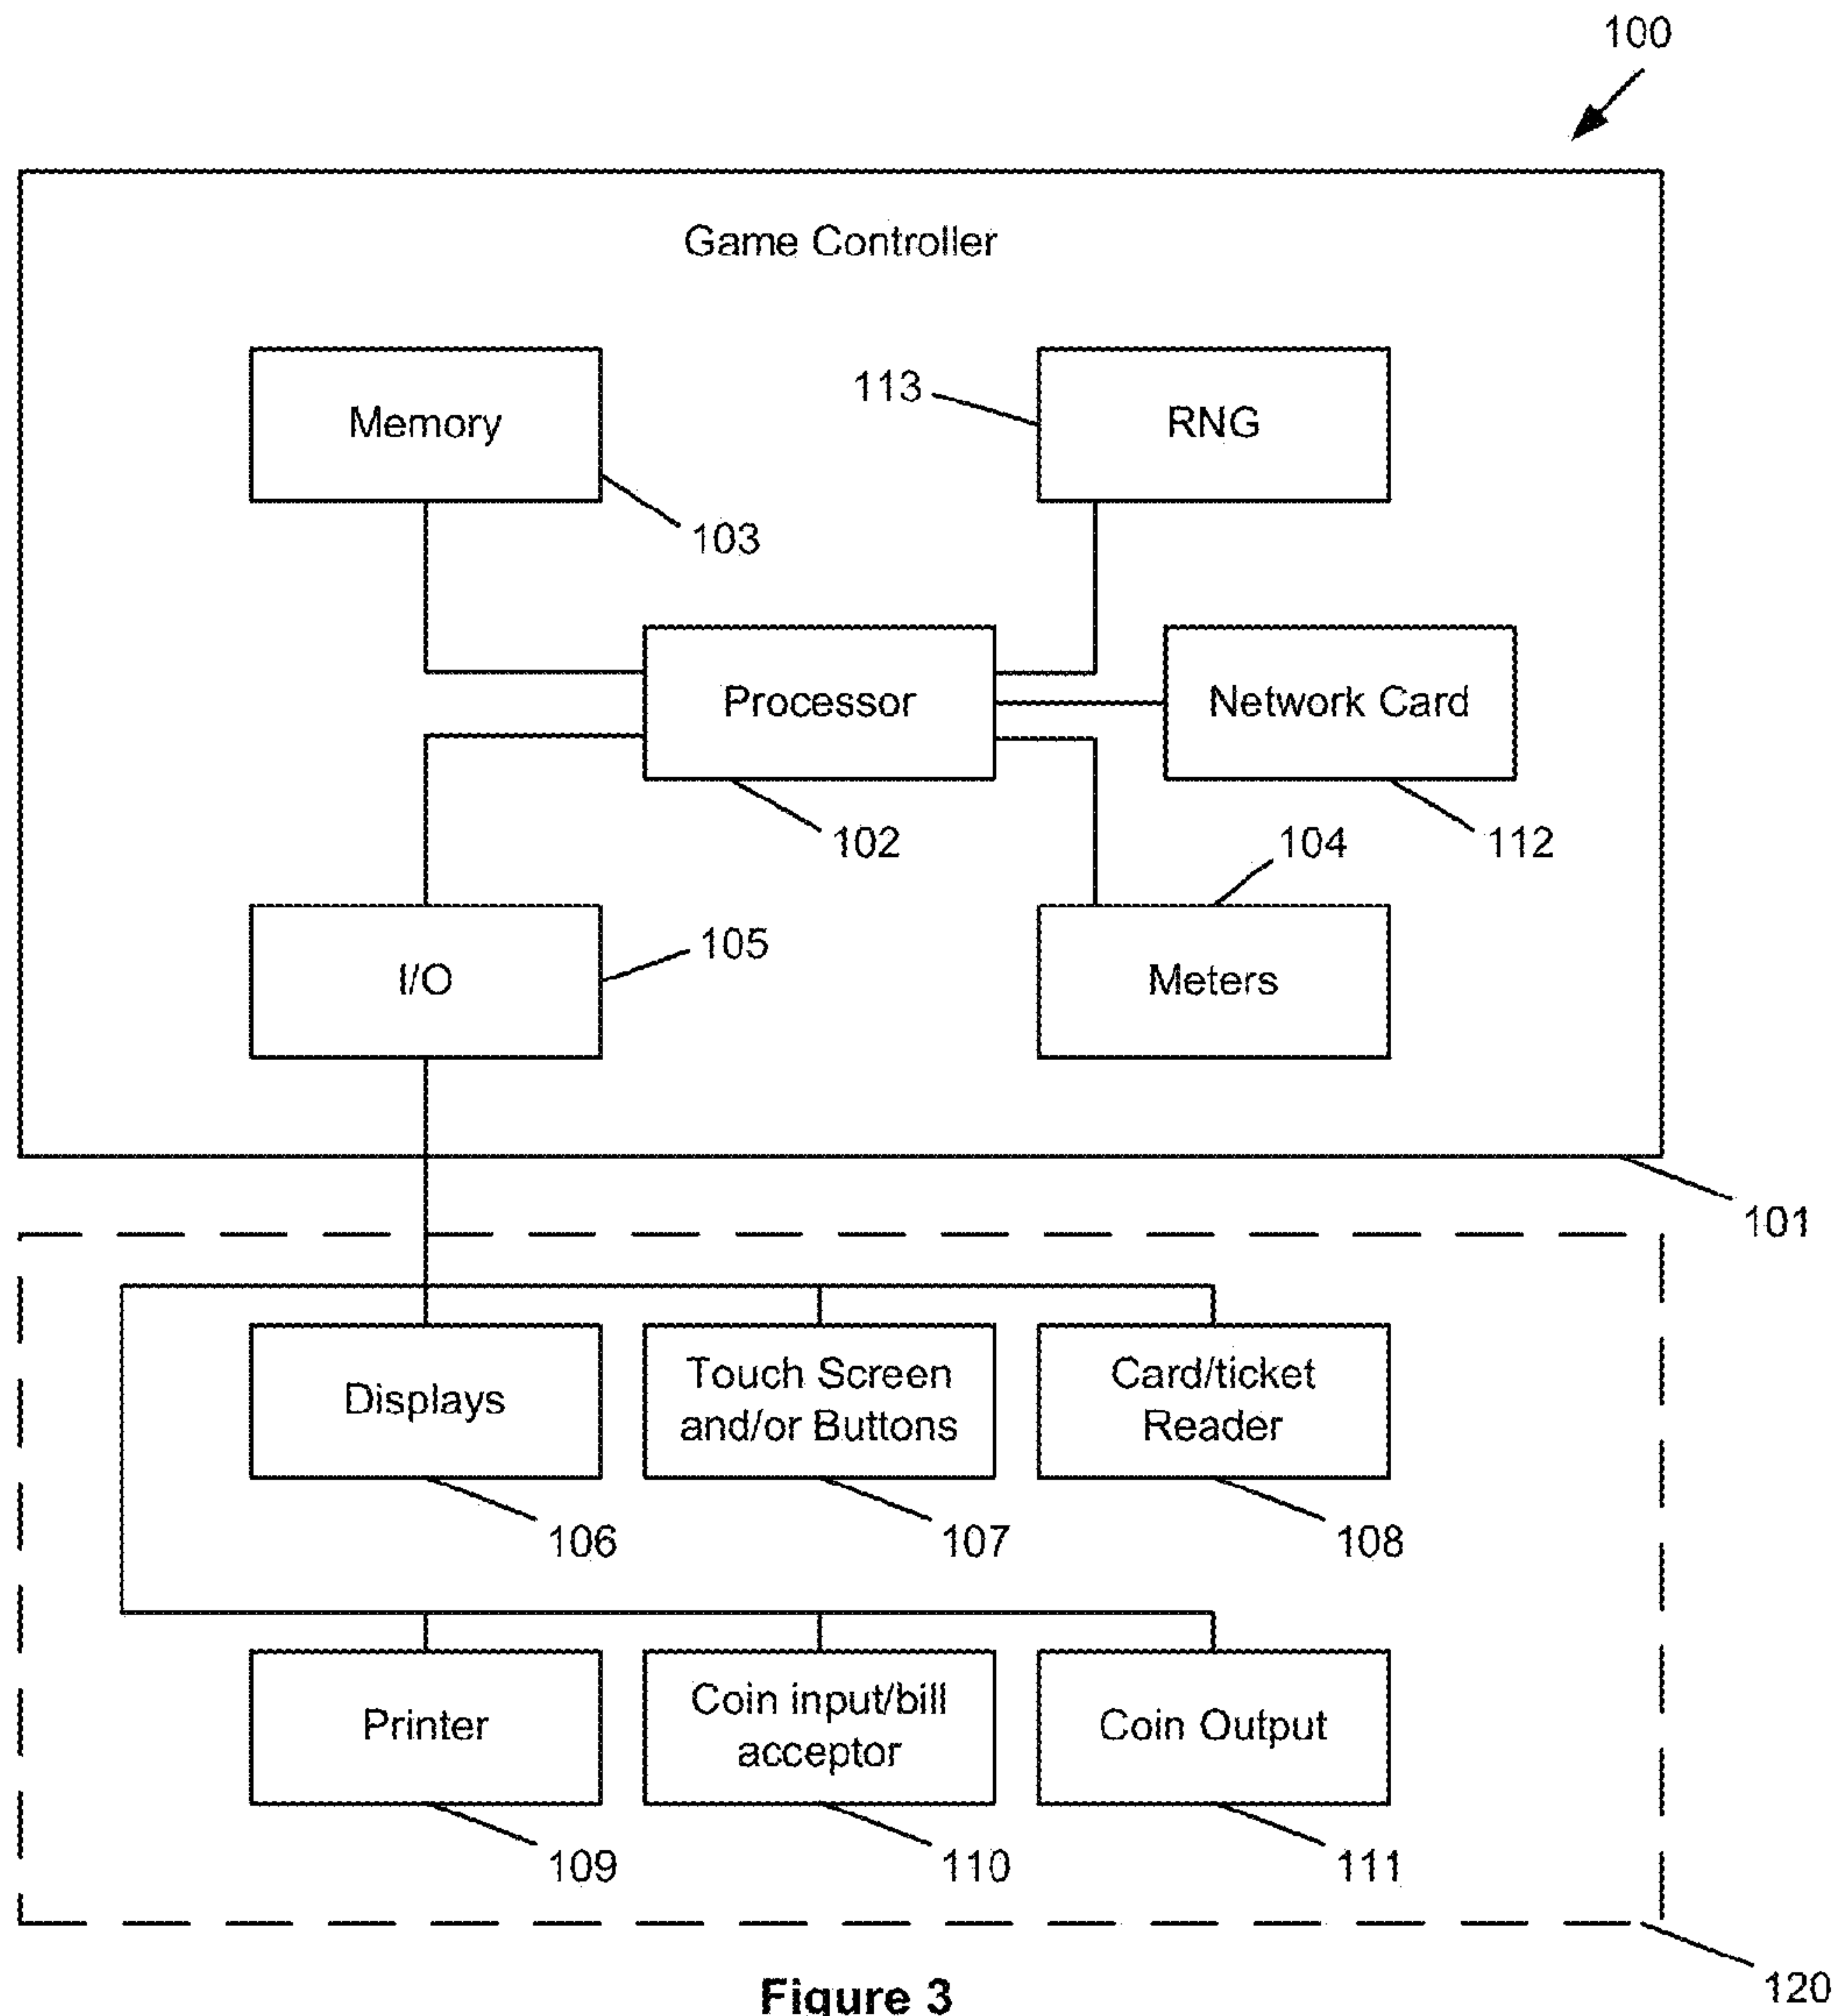 100
Game Controller
Memory
113
RNG
103
Processor
Network Card
102
104
112
I/O
105
Meters
101
Displays
Touch Screen
and/or Buttons
Card/ticket
Reader
106
107
108
Printer
Coin input/bill
acceptor
Coin Output
109
110
111
120
Figure 3